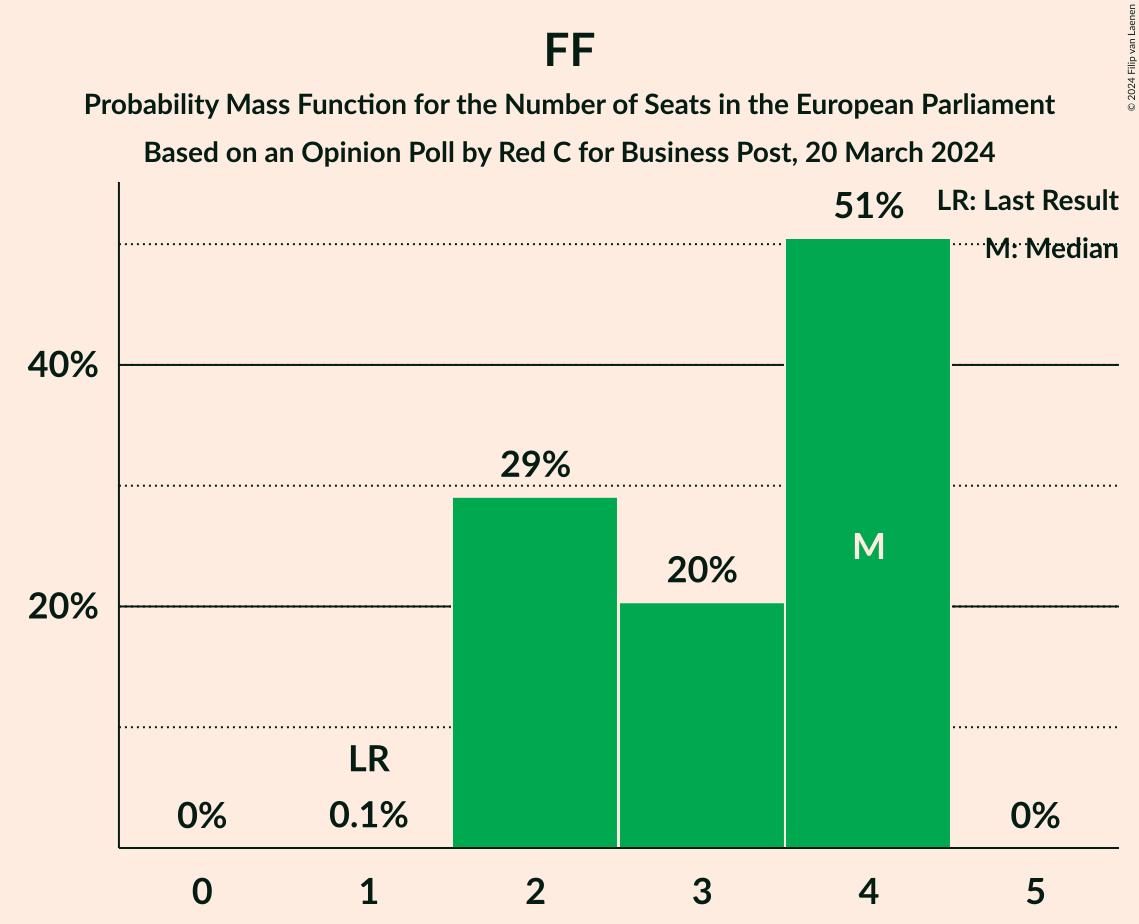 FF
Probability Mass Function for the Number of Seats in the European Parliament
Based on an Opinion Poll by Red C for Business Post, 20 March 2024
© 2024 Filip van Laenen
LR: Last Result
M: Median
51%
40%
29%
M
20%
20%
LR
0%
0.1%
0%
0
1
2
3
4
5